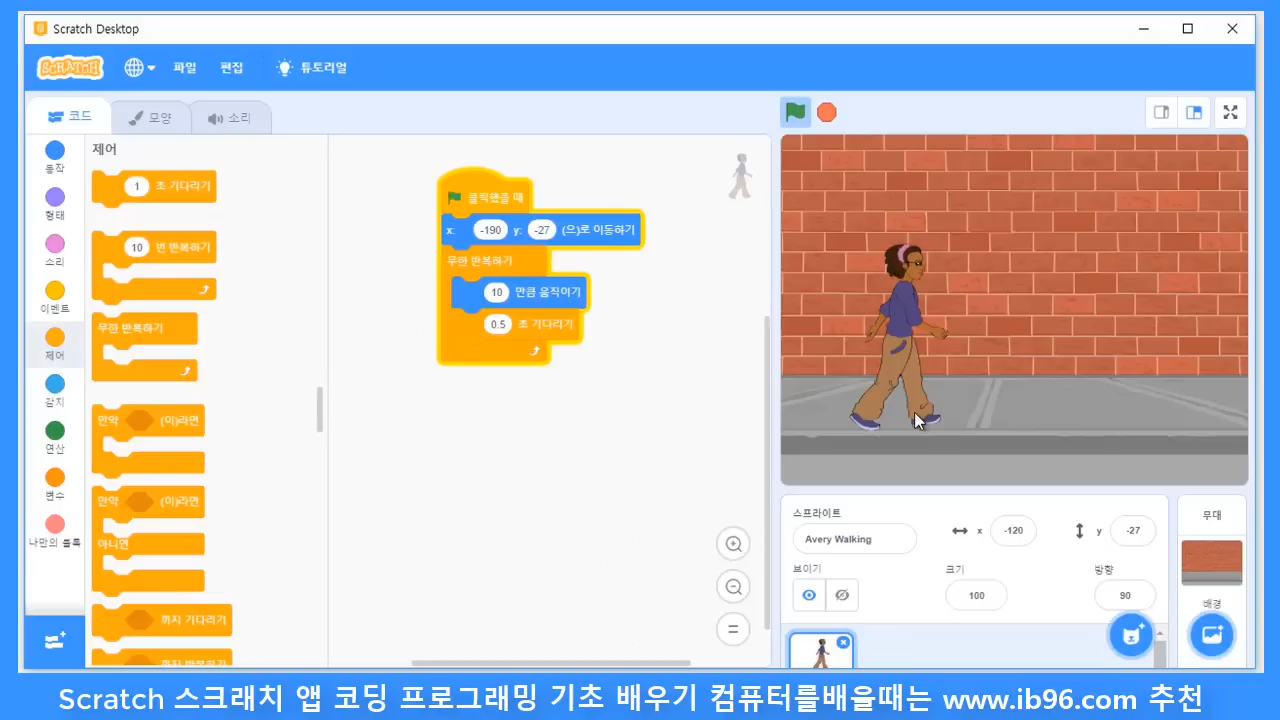 Scratch Desktop
SCRATCH 파일 편집 튜토리얼
코드 모양 소리
동작
형태
소리
이벤트
제어
감지
연산
변수
나만의 블록
제어
1 초 기다리기
10 번 반복하기
무한 반복하기
만약 (이)라면
만약 (이)라면
아니면
까지 기다리기
까지 반복하기
클릭했을 때
x: -190 y: -27 (으)로 이동하기
무한 반복하기
10 만큼 움직이기
0.5 초 기다리기
스프라이트
Avery Walking
x -120
y -27
보이기
크기
100
방향
90
무대
배경
Scratch 스크래치 앱 코딩 프로그래밍 기초 배우기 컴퓨터를배울때는 www.ib96.com 추천